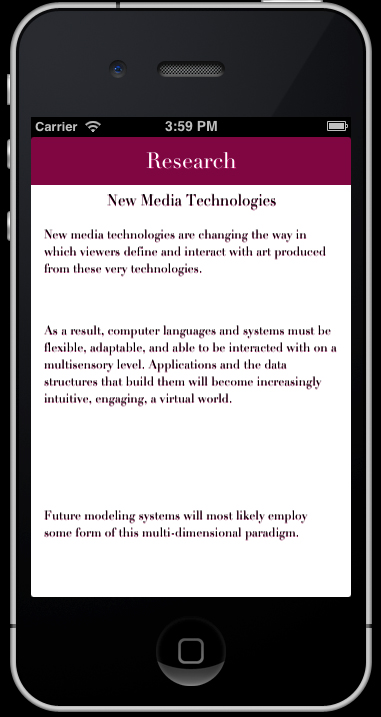 Carrier 3:59 PM
Research
New Media Technologies
New media technologies are changing the way in
which viewers define and interact with art produced
from these very technologies.
As a result, computer languages and systems must be
flexible, adaptable, and able to be interacted with on a
multisensory level. Applications and the data
structures that build them will become increasingly
intuitive, engaging, a virtual world.
Future modeling systems will most likely employ
some form of this multi-dimensional paradigm.